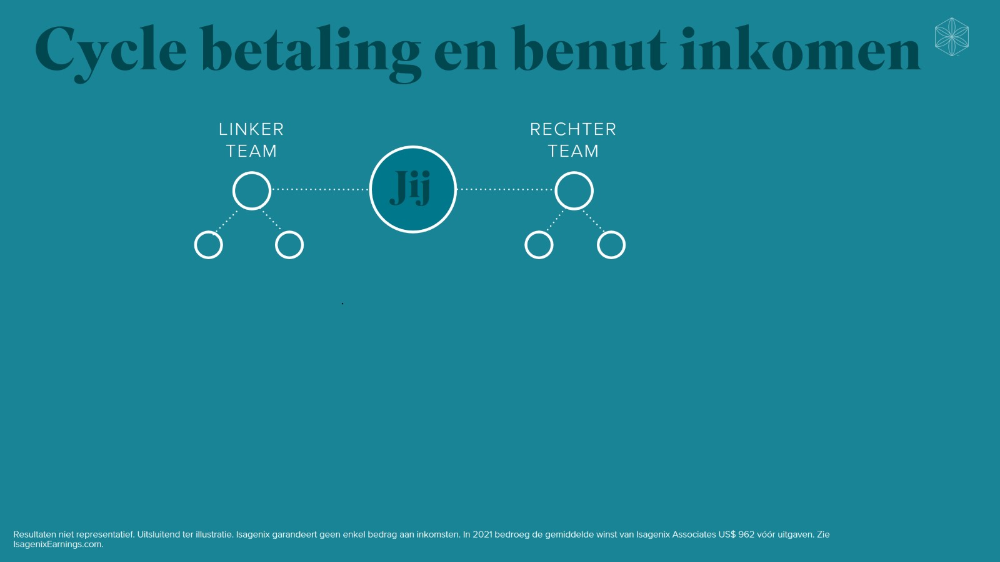 Cycle betaling en benut inkomen
LINKER
TEAM
RECHTER
TEAM
Jij
Resultaten niet representatief. Uitsluitend ter illustratie. Isagenix garandeert geen enkel bedrag aan inkomsten. In 2021 bedroeg de gemiddelde winst van Isagenix Associates US$ 962 vóór uitgaven. Zie
IsagenixEarnings.com.